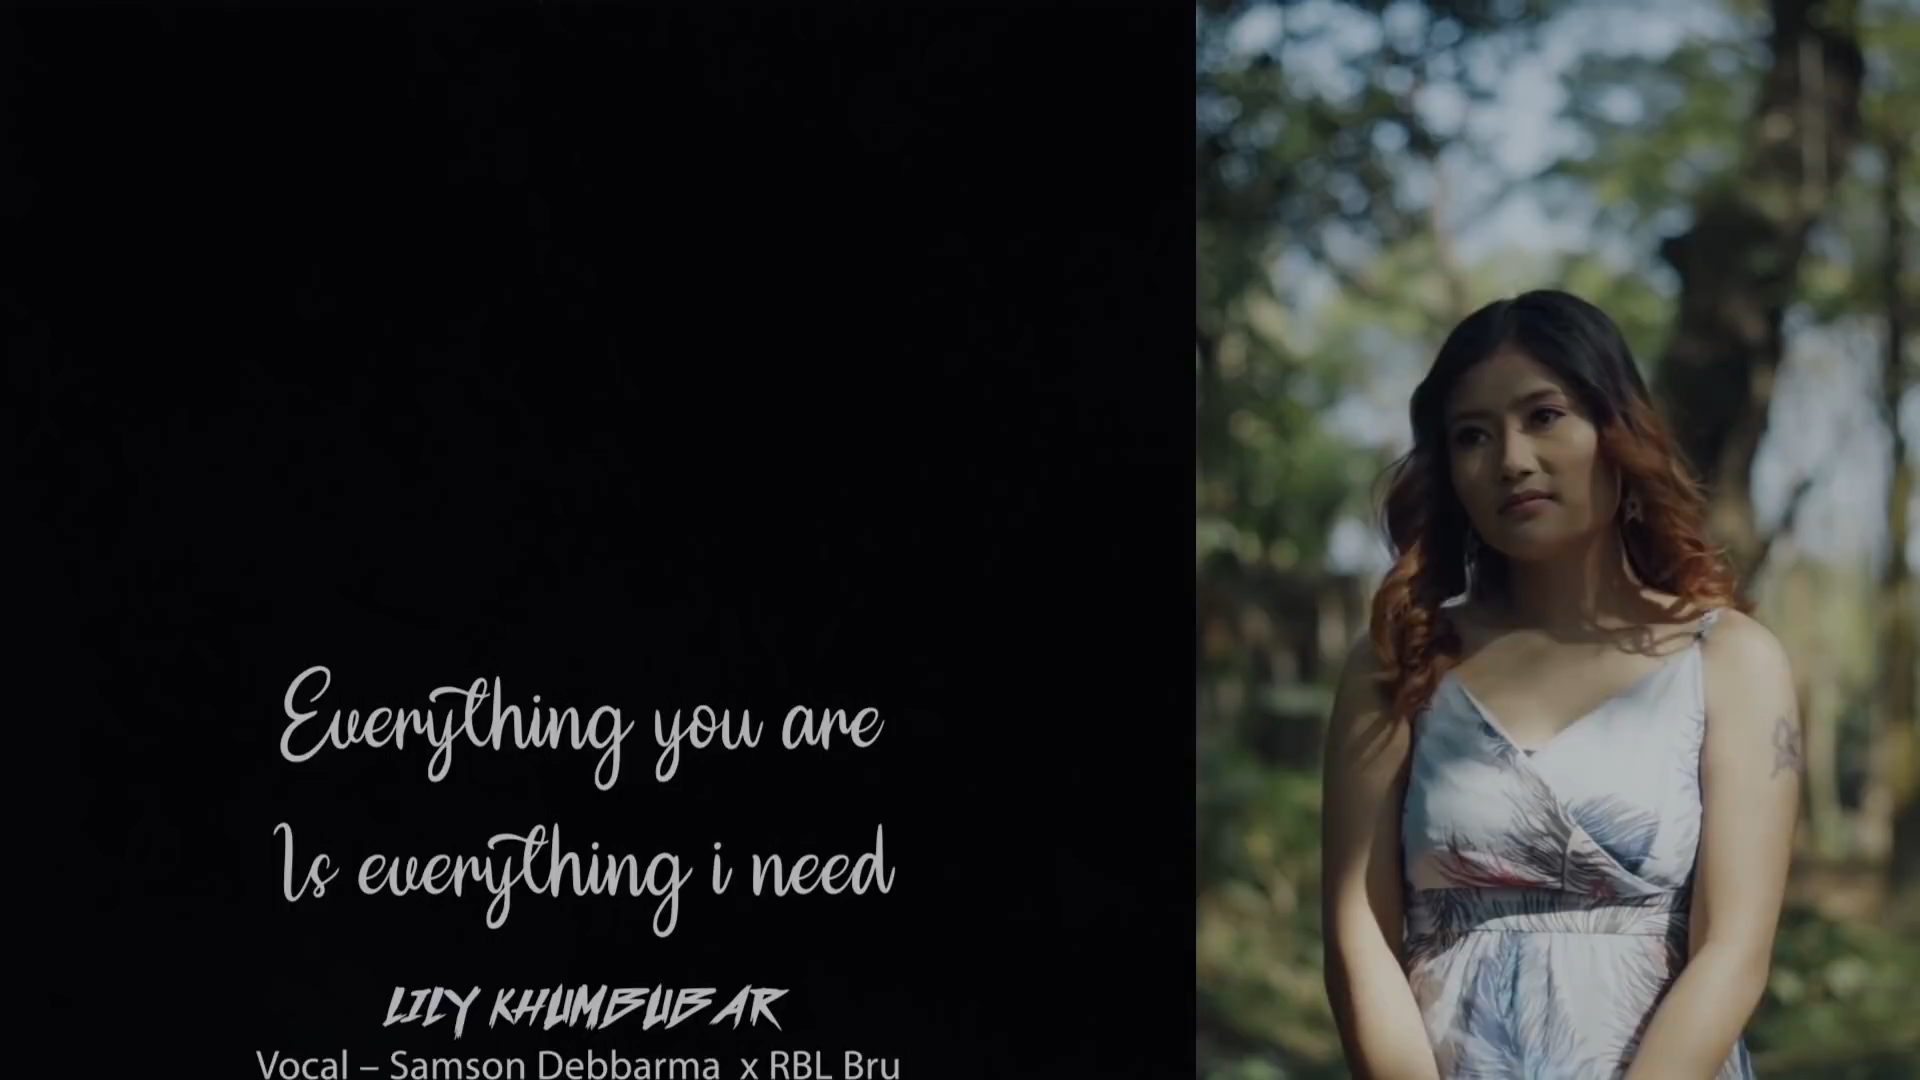 Everything you are
Is everything i need
LILY KHUMBUBAR
Vocal – Samson Debbarma x RBL Bru